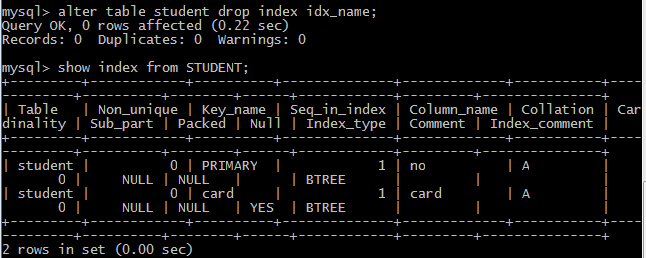 mysql> alter table student drop index idx_name;
Query OK, 0 rows affected (0.22 sec)
Records: 0  Duplicates: 0  Warnings: 0
mysql> show index from STUDENT;
+---------+------------+----------+--------------+-------------+-----------+----
---------+----------+--------+------+------------+---------+---------------+
| Table   | Non_unique | Key_name | Seq_in_index | Column_name | Collation | Car
dinality | Sub_part | Packed | Null | Index_type | Comment | Index_comment |
+---------+------------+----------+--------------+-------------+-----------+----
---------+----------+--------+------+------------+---------+---------------+
| student |          0 | PRIMARY  |            1 | no          | A         |
       0 |     NULL | NULL   |      | BTREE      |         |               |
| student |          0 | card     |            1 | card        | A         |
       0 |     NULL | NULL   | YES  | BTREE      |         |               |
+---------+------------+----------+--------------+-------------+-----------+----
---------+----------+--------+------+------------+---------+---------------+
2 rows in set (0.00 sec)